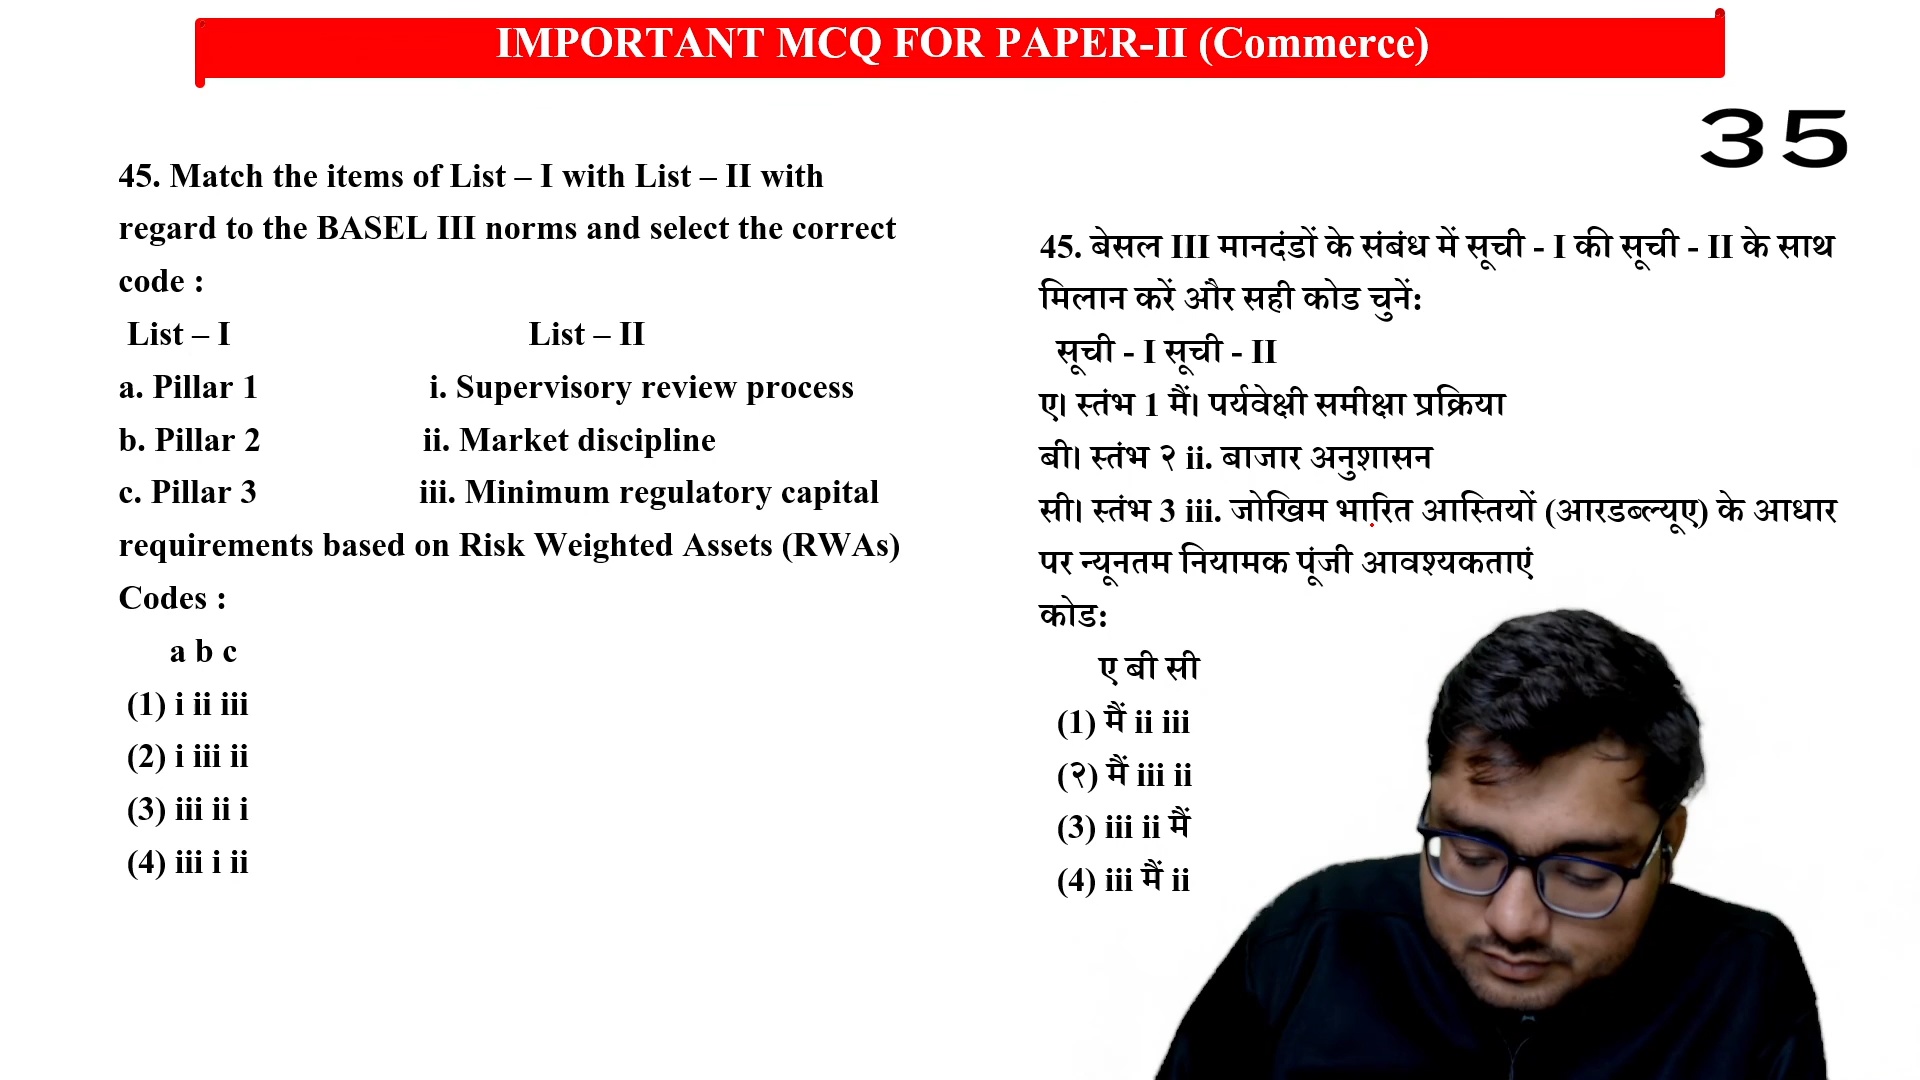 IMPORTANT MCQ FOR PAPER-II (Commerce)
35
45. Match the items of List – I with List – II with
regard to the BASEL III norms and select the correct
code :
List – I List – II
a. Pillar 1 i. Supervisory review process
b. Pillar 2 ii. Market discipline
c. Pillar 3 iii. Minimum regulatory capital
requirements based on Risk Weighted Assets (RWAs)
Codes :
a b c
(1) i ii iii
(2) i iii ii
(3) iii ii i
(4) iii i ii
45. बेसल III मानदंडों के संबंध में सूची - I की सूची - II के साथ
मिलान करें और सही कोड चुनें:
सूची - I सूची - II
ए। स्तंभ 1 मैं। पर्यवेक्षी समीक्षा प्रक्रिया
बी। स्तंभ २ ii. बाजार अनुशासन
सी। स्तंभ 3 iii. जोखिम भारित आस्तियों (आरडब्ल्यूए) के आधार
पर न्यूनतम नियामक पूंजी आवश्यकताएं
कोड:
ए बी सी
(1) मैं ii iii
(२) मैं iii ii
(3) iii ii मैं
(4) iii मैं ii